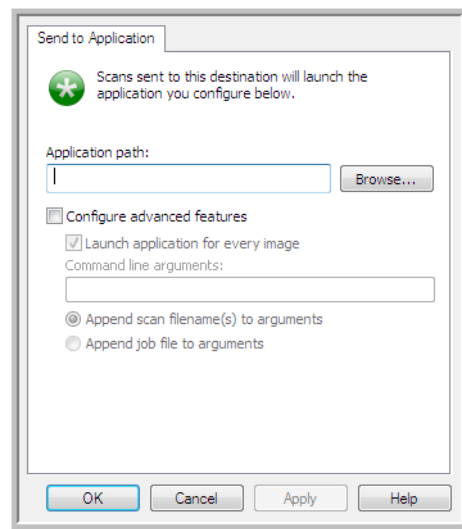 Send to Application
Scans sent to this destination will launch the
application you configure below.
Application path:
Browse...
Configure advanced features
Launch application for every image
Command line arguments:
Append scan filename(s) to arguments
Append job file to arguments
OK Cancel Apply Help